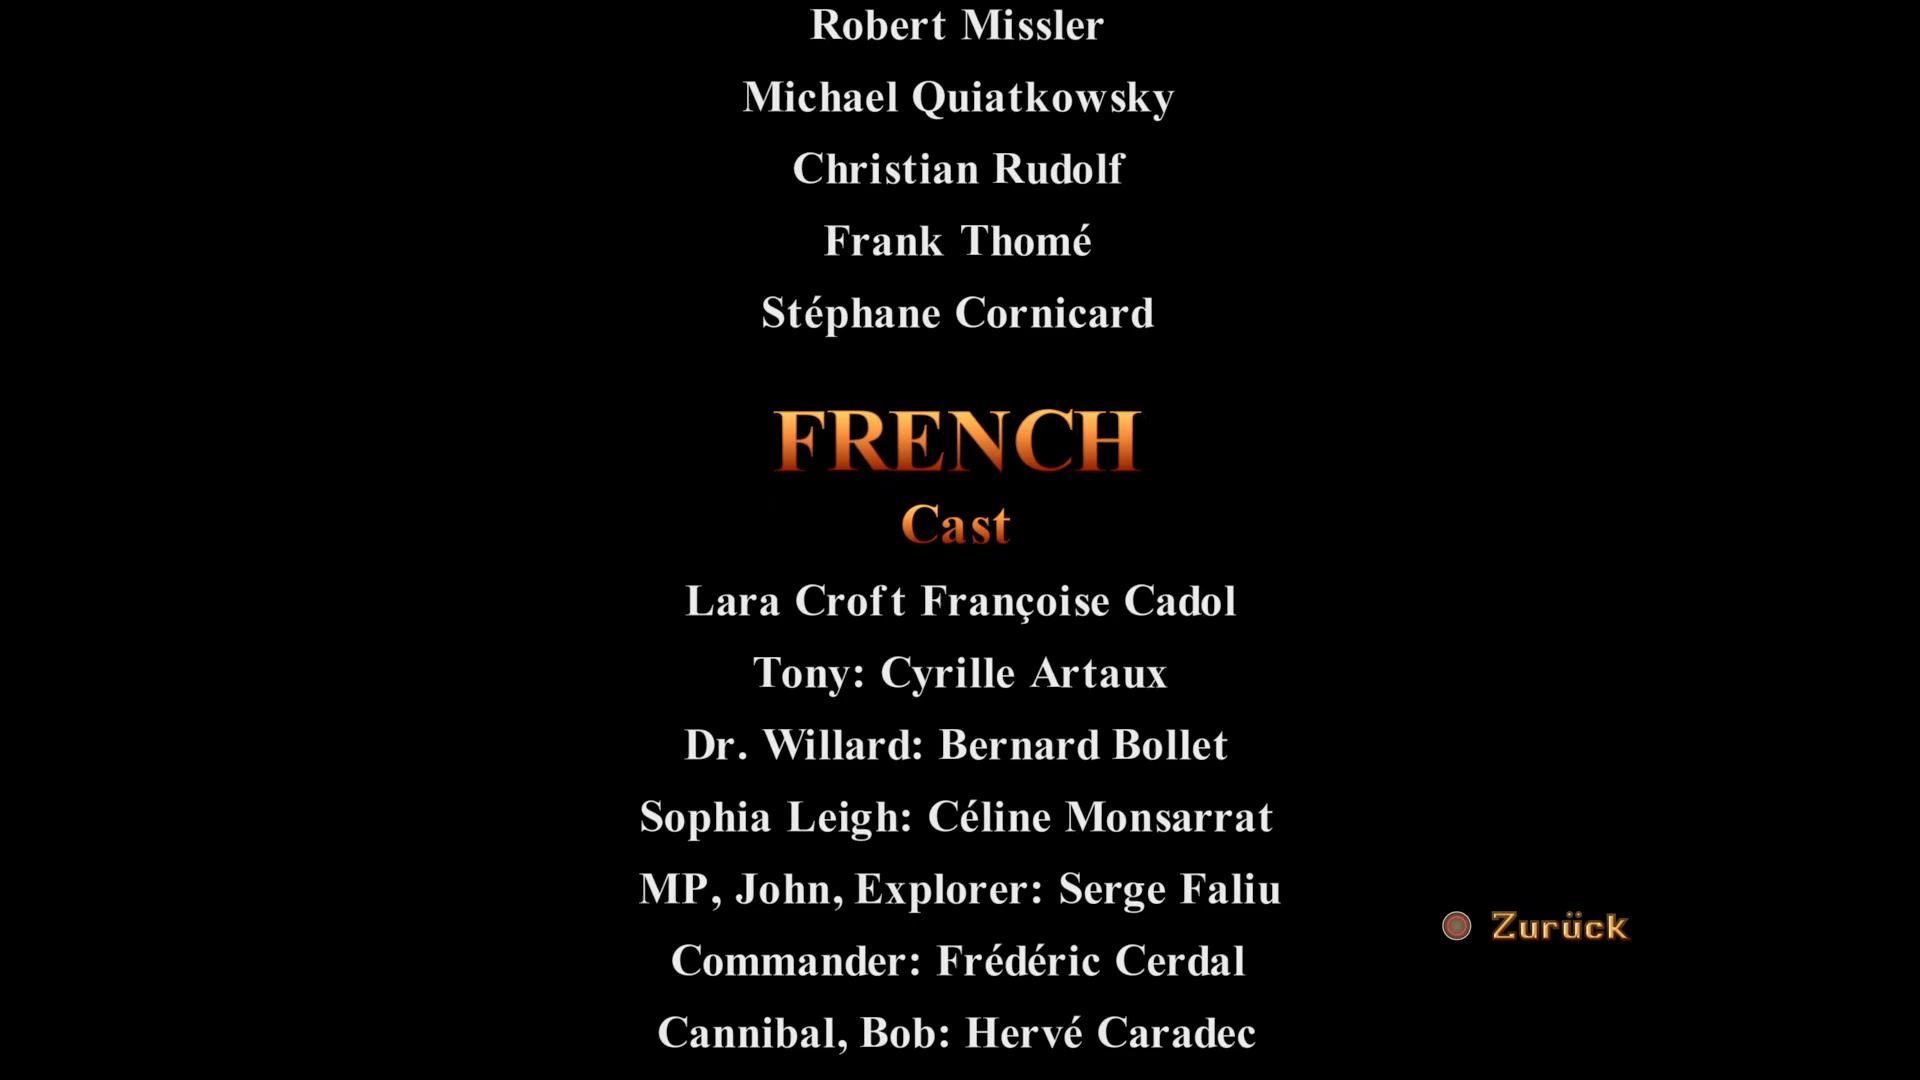 Robert Missler
Michael Quiatkowsky
Christian Rudolf
Frank Thomé
Stéphane Cornicard
FRENCH
Cast
Lara Croft Françoise Cadol
Tony: Cyrille Artaux
Dr. Willard: Bernard Bollet
Sophia Leigh: Céline Monsarrat
MP, John, Explorer: Serge Faliu
Zurück
Commander: Frédéric Cerdal
Cannibal, Bob: Hervé Caradec